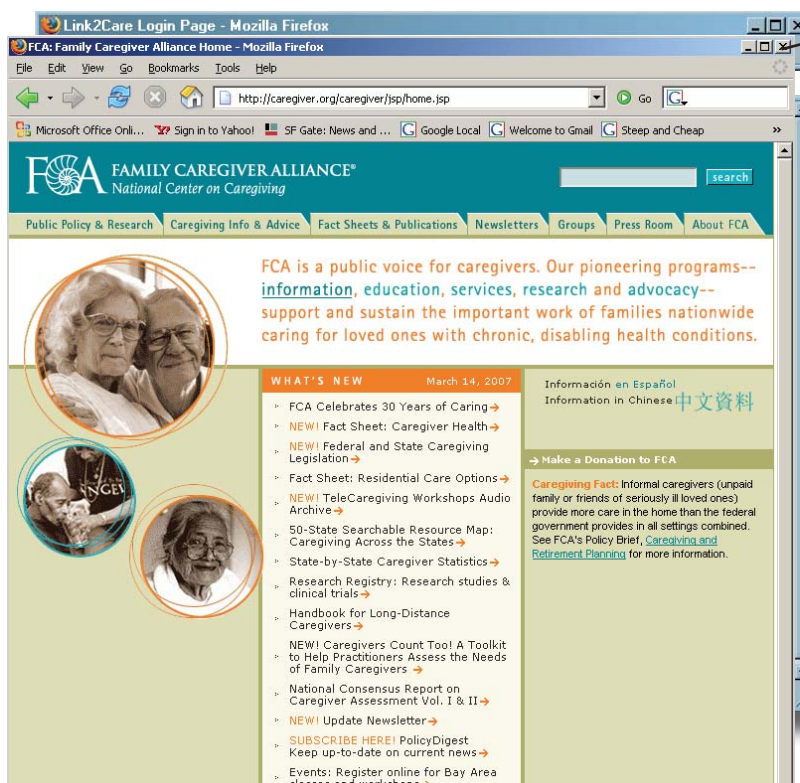 Link2Care Login Page - Mozilla Firefox
FCA: Family Caregiver Alliance Home - Mozilla Firefox
File Edit View Go Bookmarks Tools Help
http://caregiver.org/caregiver/jsp/home.jsp Go G
Microsoft Office Onli... Sign in to Yahoo! SF Gate: News and ... Google Local Welcome to Gmail Steep and Cheap »
FCA FAMILY CAREGIVER ALLIANCE®
National Center on Caregiving
search
Public Policy & Research Caregiving Info & Advice Fact Sheets & Publications Newsletters Groups Press Room About FCA
FCA is a public voice for caregivers. Our pioneering programs--
information, education, services, research and advocacy--
support and sustain the important work of families nationwide
caring for loved ones with chronic, disabling health conditions.
WHAT'S NEW March 14, 2007
FCA Celebrates 30 Years of Caring→
NEW! Fact Sheet: Caregiver Health→
NEW! Federal and State Caregiving
Legislation→
Fact Sheet: Residential Care Options→
NEW! TeleCaregiving Workshops Audio
Archive→
50-State Searchable Resource Map:
Caregiving Across the States→
State-by-State Caregiver Statistics→
Research Registry: Research studies &
clinical trials→
Handbook for Long-Distance
Caregivers→
NEW! Caregivers Count Too! A Toolkit
to Help Practitioners Assess the Needs
of Family Caregivers →
National Consensus Report on
Caregiver Assessment Vol. I & II→
NEW! Update Newsletter→
SUBSCRIBE HERE! PolicyDigest
Keep up-to-date on current news→
Events: Register online for Bay Area
classes and workshops→
Información en Español
Information in Chinese 中文資料
→ Make a Donation to FCA
Caregiving Fact: Informal caregivers (unpaid
family or friends of seriously ill loved ones)
provide more care in the home than the federal
government provides in all settings combined.
See FCA's Policy Brief, Caregiving and
Retirement Planning for more information.